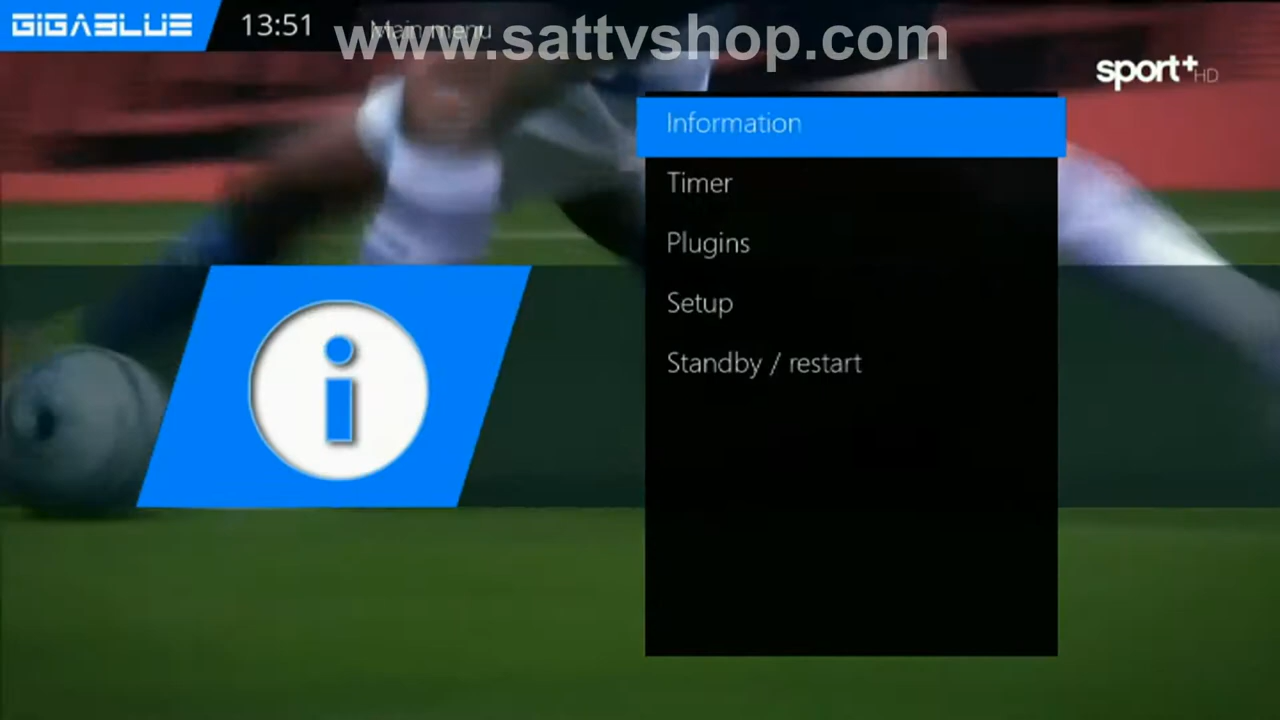 GIGABLUE
13:51
Main menu
www.sattvshop.com
sport+ HD
Information
Timer
Plugins
Setup
Standby / restart